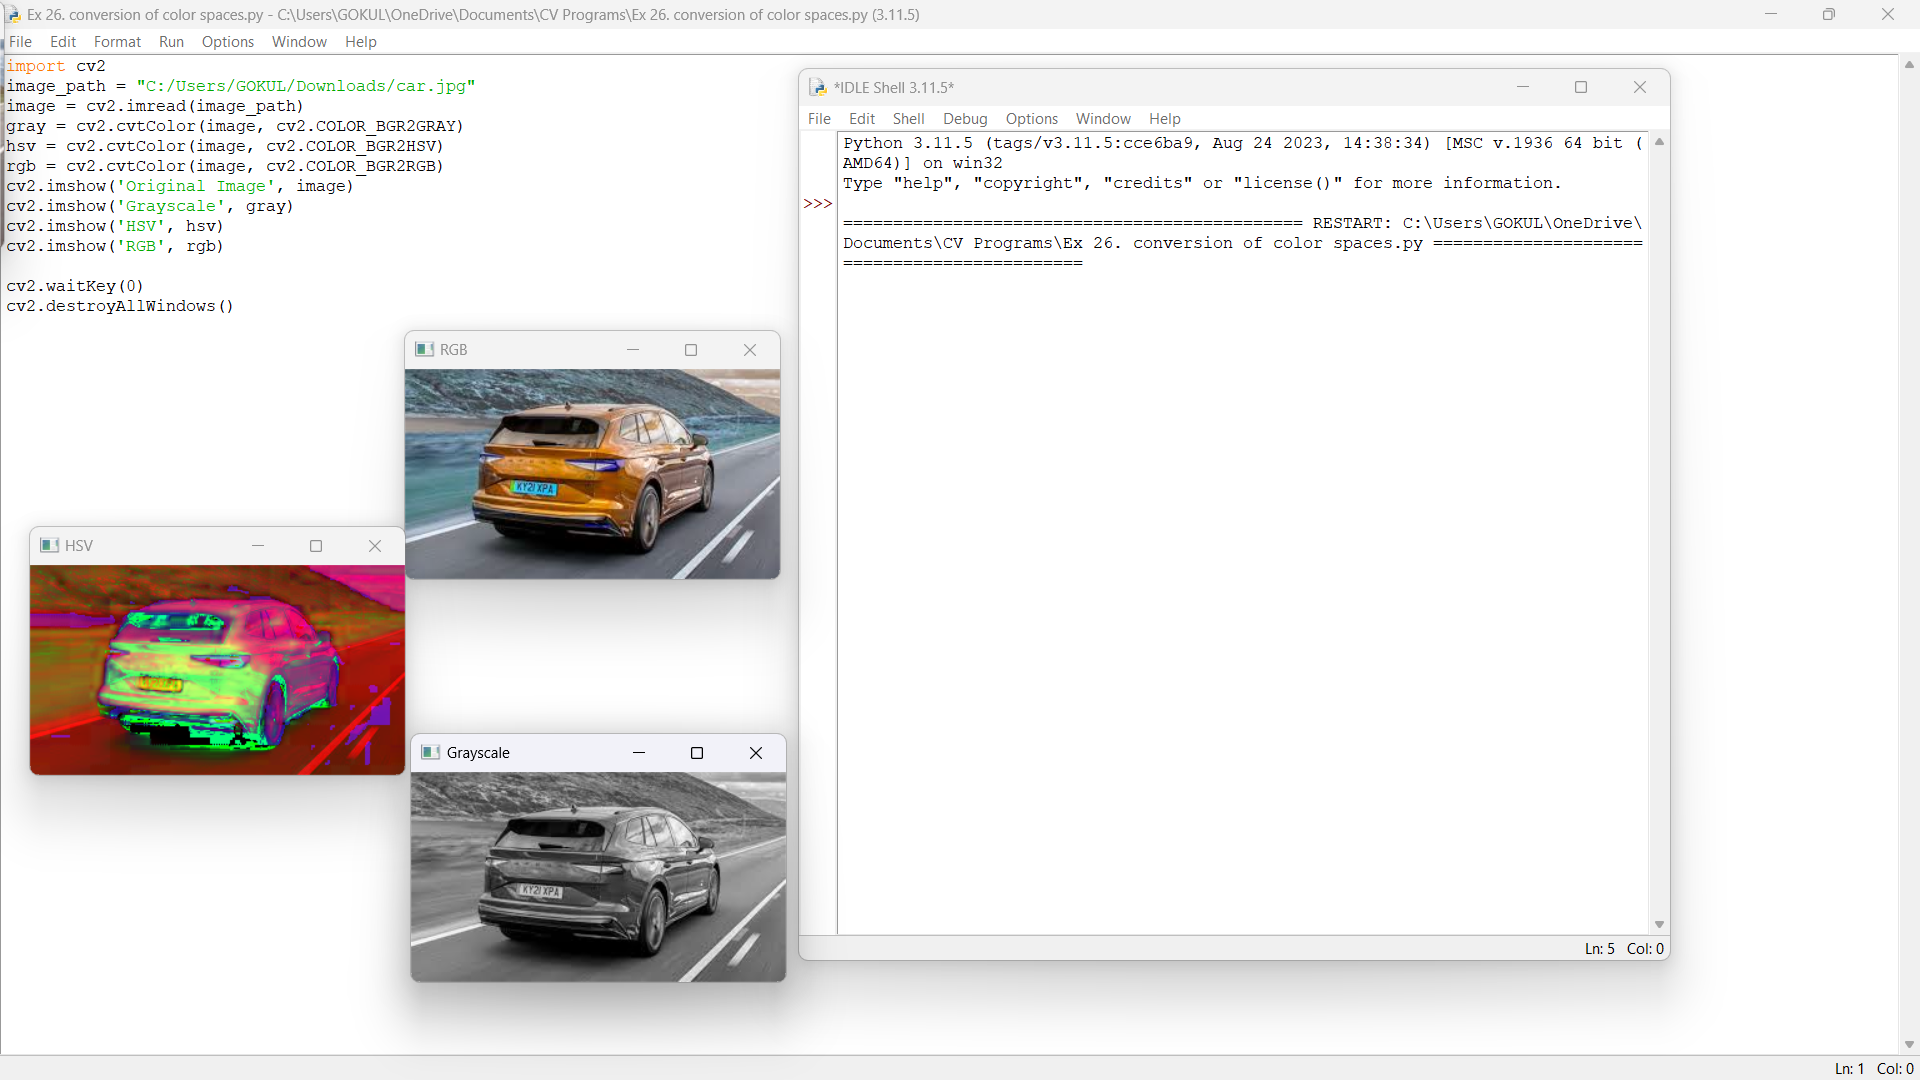 Ex 26. conversion of color spaces.py - C:\Users\GOKUL\OneDrive\Documents\CV Programs\Ex 26. conversion of color spaces.py (3.11.5)
File Edit Format Run Options Window Help
import cv2
image_path = "C:/Users/GOKUL/Downloads/car.jpg"
image = cv2.imread(image_path)
gray = cv2.cvtColor(image, cv2.COLOR_BGR2GRAY)
hsv = cv2.cvtColor(image, cv2.COLOR_BGR2HSV)
rgb = cv2.cvtColor(image, cv2.COLOR_BGR2RGB)
cv2.imshow('Original Image', image)
cv2.imshow('Grayscale', gray)
cv2.imshow('HSV', hsv)
cv2.imshow('RGB', rgb)
cv2.waitKey(0)
cv2.destroyAllWindows()
*IDLE Shell 3.11.5*
File Edit Shell Debug Options Window Help
Python 3.11.5 (tags/v3.11.5:cce6ba9, Aug 24 2023, 14:38:34) [MSC v.1936 64 bit (
AMD64)] on win32
Type "help", "copyright", "credits" or "license()" for more information.
>>>
============================================== RESTART: C:\Users\GOKUL\OneDrive\
Documents\CV Programs\Ex 26. conversion of color spaces.py =====================
========================
Ln: 5 Col: 0
RGB
KY21 XPA
HSV
Grayscale
KY21 XPA
Ln: 1 Col: 0